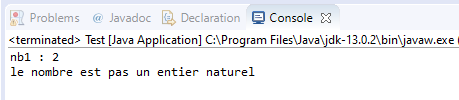 Problems @ Javadoc Declaration Console
<terminated> Test [Java Application] C:\Program Files\Java\jdk-13.0.2\bin\javaw.exe (
nb1 : 2
le nombre est pas un entier naturel